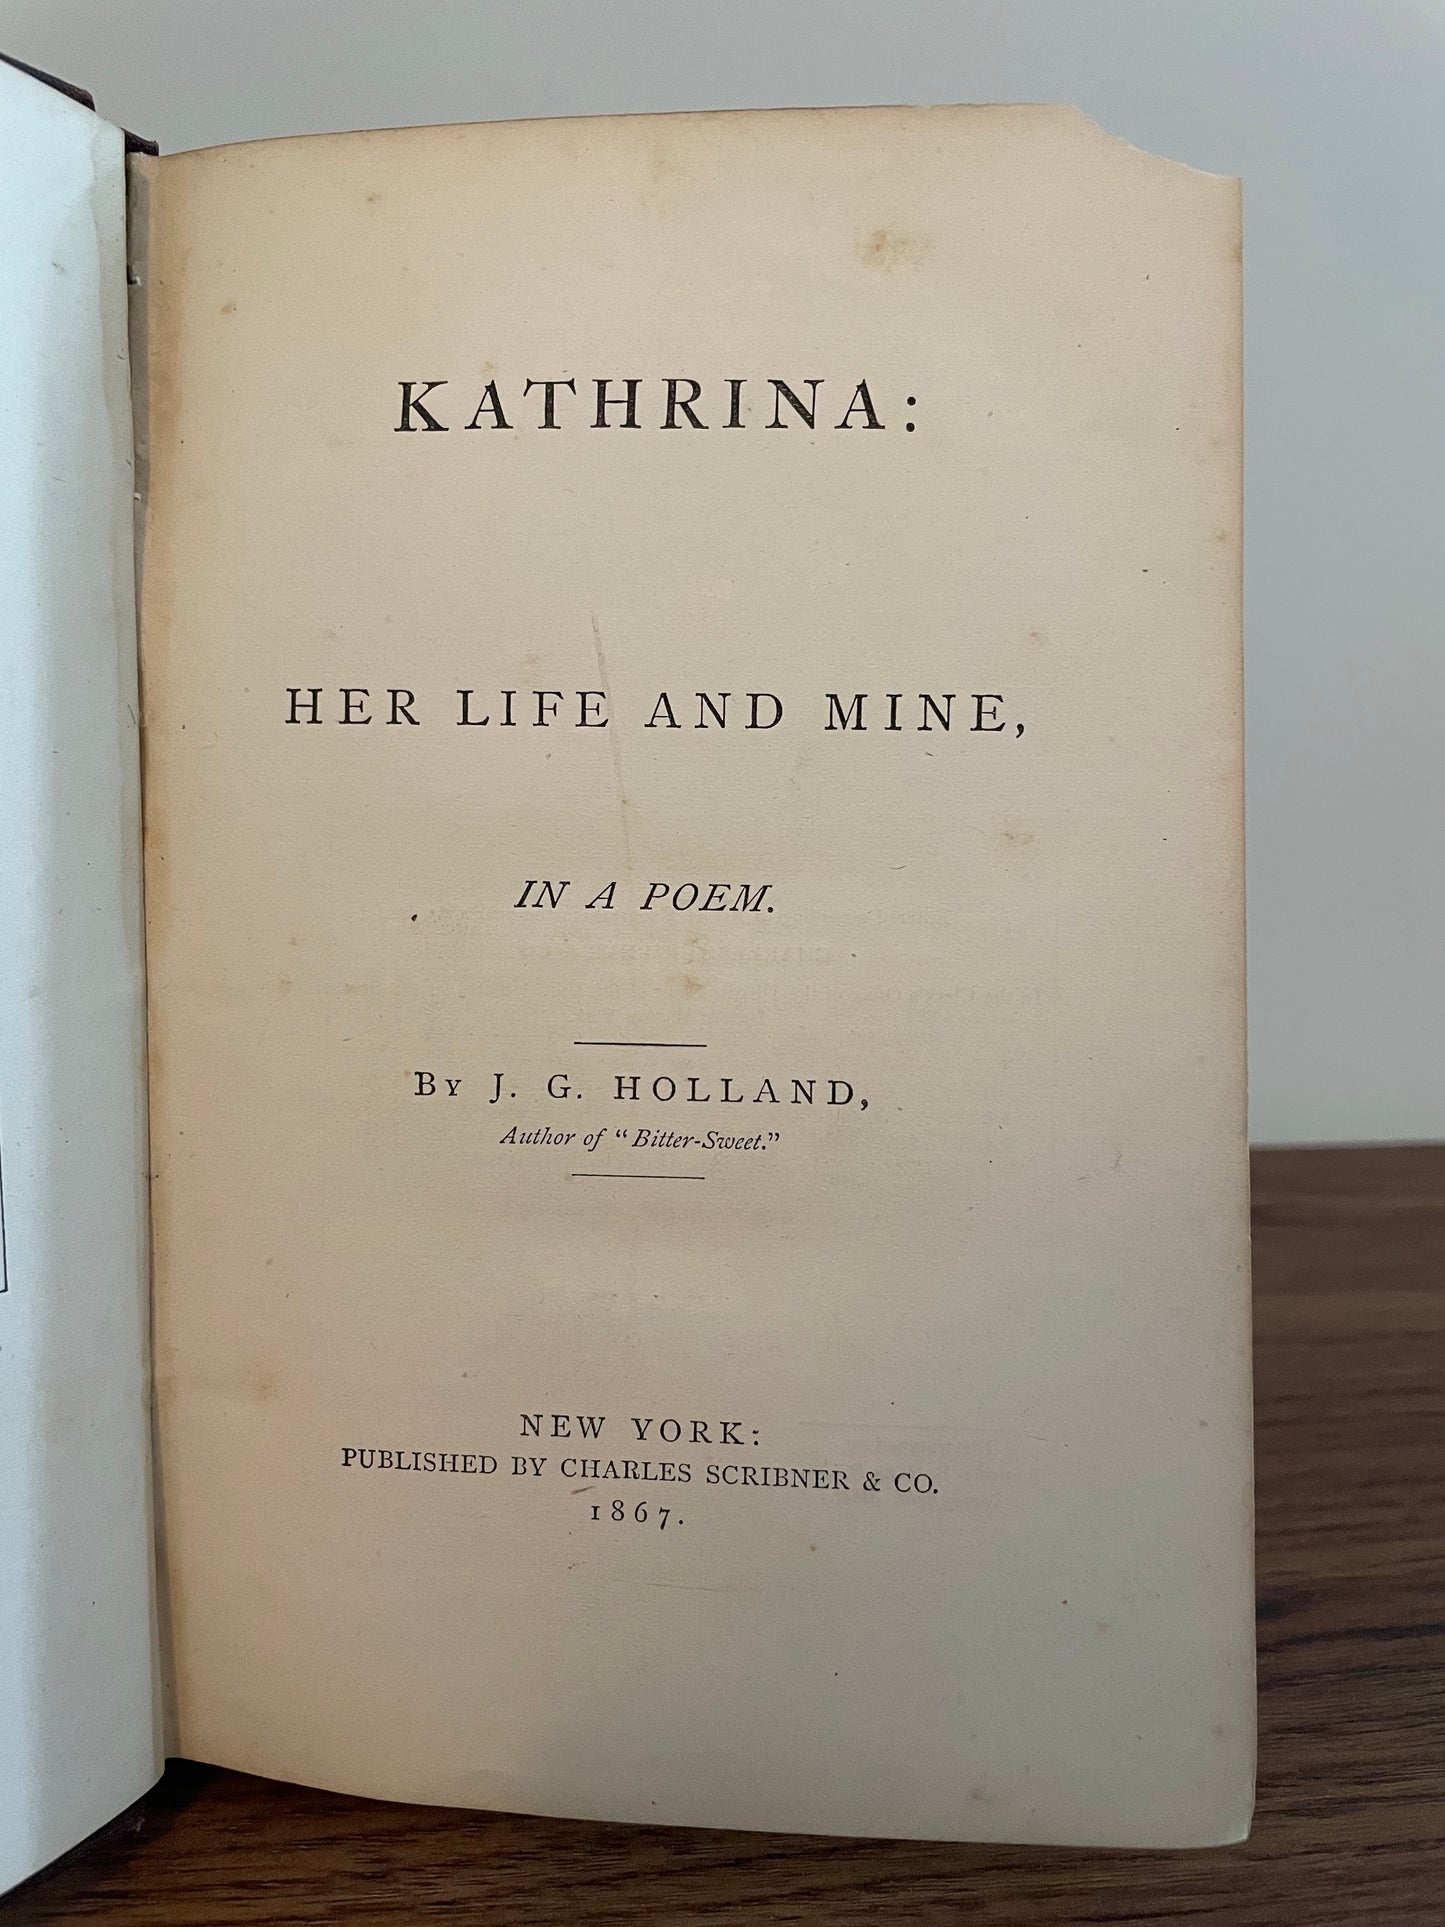 KATHRINA:
HER LIFE AND MINE,
IN A POEM.
By J. G. HOLLAND,
Author of "Bitter-Sweet."
NEW YORK:
PUBLISHED BY CHARLES SCRIBNER & CO.
1867.